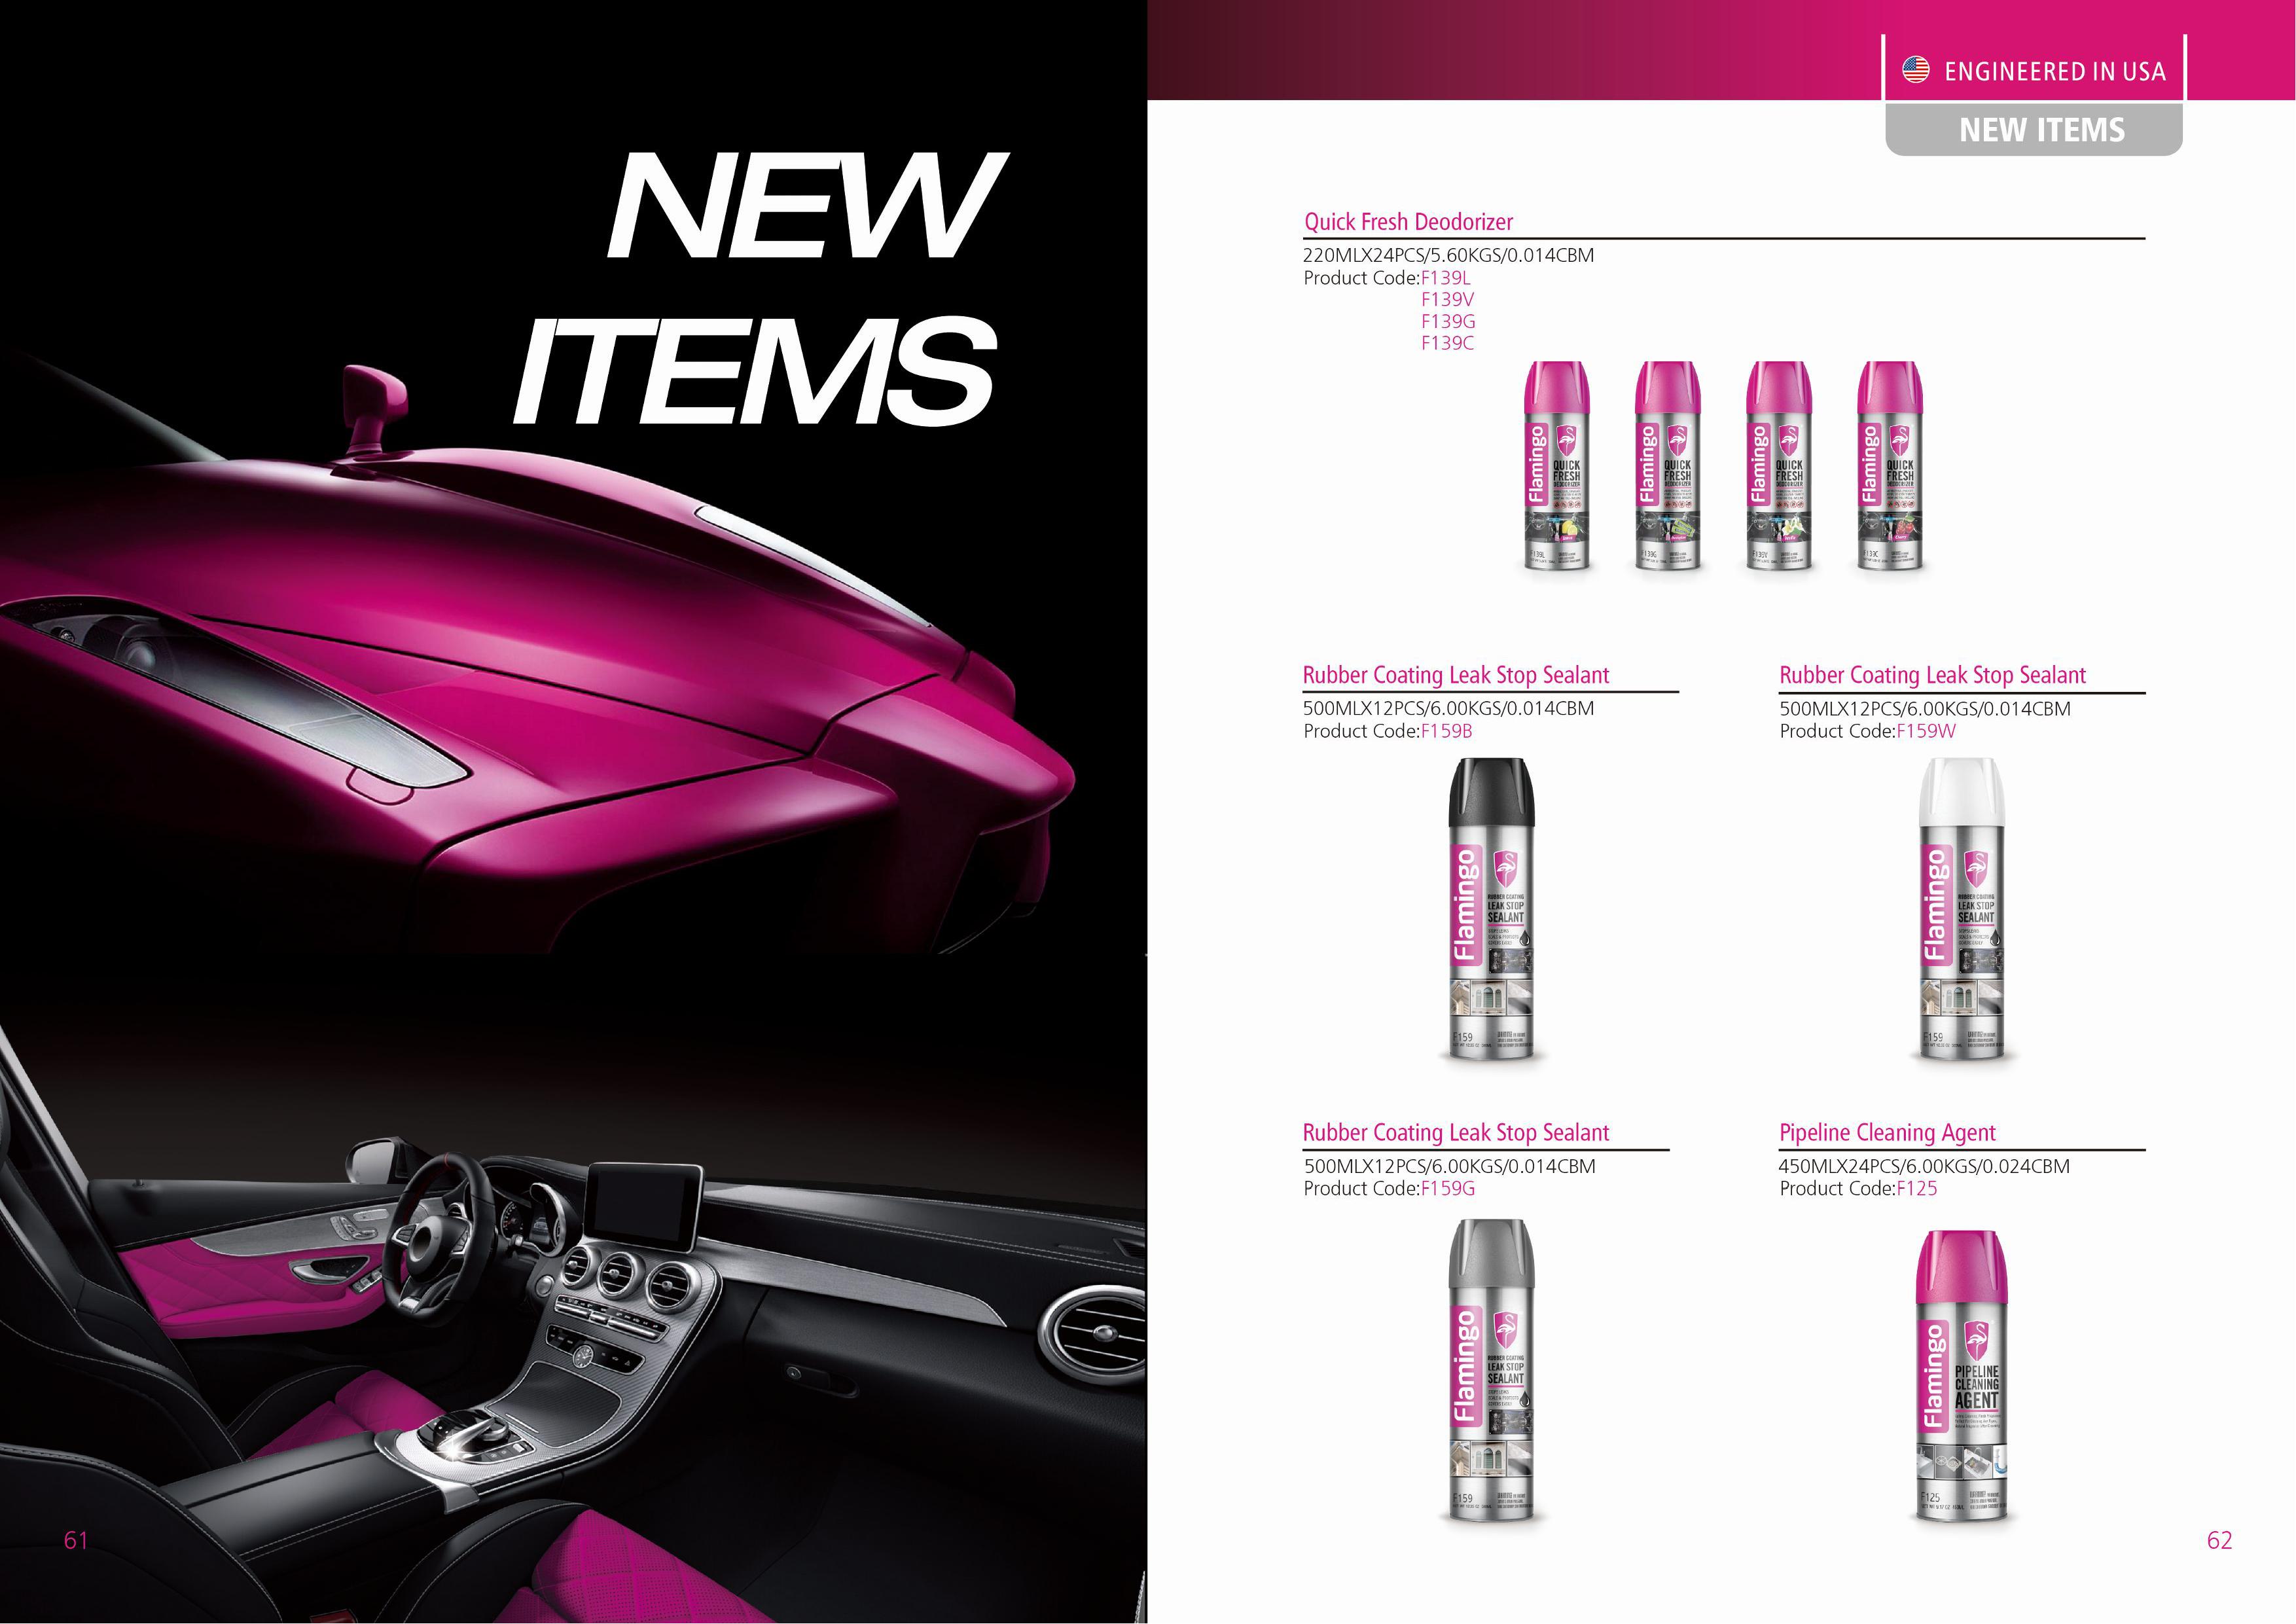 NEW
ITEMS
61
ENGINEERED IN USA
NEW ITEMS
Quick Fresh Deodorizer
220MLX24PCS/5.60KGS/0.014CBM
Product Code:F139L
F139V
F139G
F139C
Flamingo
QUICK
FRESH
DEODORIZER
F139L
Flamingo
QUICK
FRESH
DEODORIZER
F139G
Flamingo
QUICK
FRESH
DEODORIZER
F139V
Flamingo
QUICK
FRESH
DEODORIZER
F139C
Rubber Coating Leak Stop Sealant
500MLX12PCS/6.00KGS/0.014CBM
Product Code:F159B
Flamingo
RUBBER COATING
LEAK STOP
SEALANT
F159
Rubber Coating Leak Stop Sealant
500MLX12PCS/6.00KGS/0.014CBM
Product Code:F159W
Flamingo
RUBBER COATING
LEAK STOP
SEALANT
F159
Rubber Coating Leak Stop Sealant
500MLX12PCS/6.00KGS/0.014CBM
Product Code:F159G
Flamingo
RUBBER COATING
LEAK STOP
SEALANT
F159
Pipeline Cleaning Agent
450MLX24PCS/6.00KGS/0.024CBM
Product Code:F125
Flamingo
PIPELINE
CLEANING
AGENT
F125
62